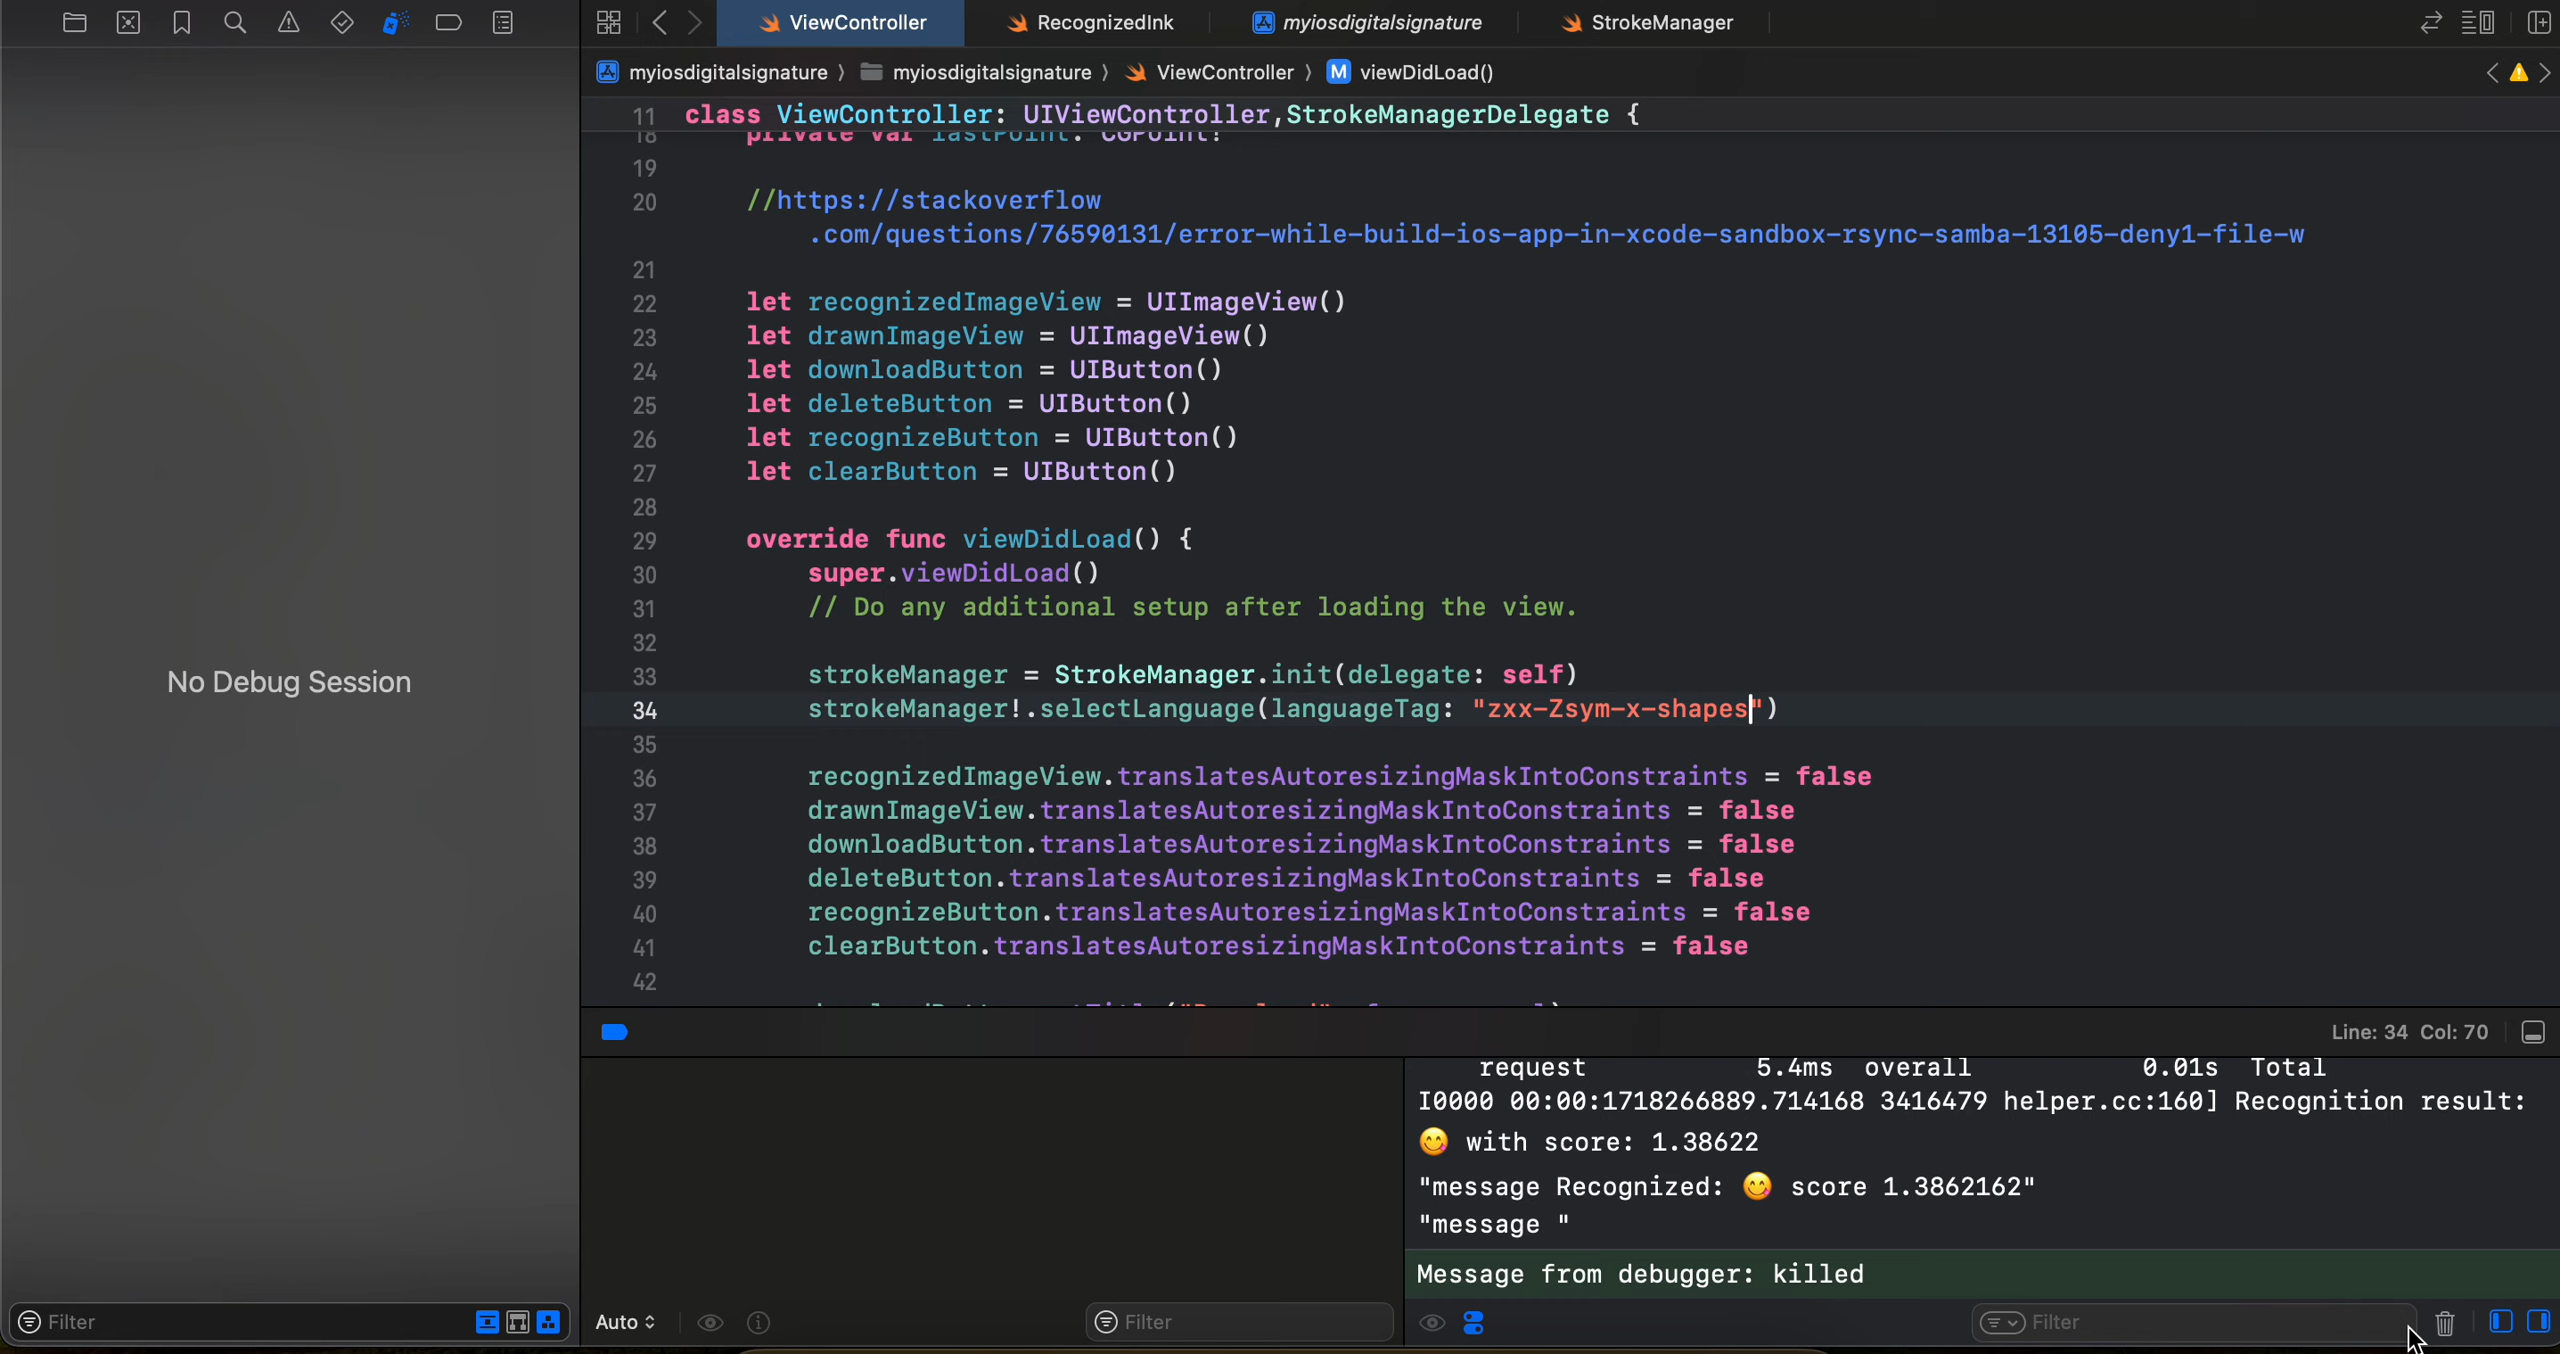 ViewController
RecognizedInk
myiosdigitalsignature
StrokeManager
myiosdigitalsignature 〉 myiosdigitalsignature 〉 ViewController 〉 M viewDidLoad()
11 class ViewController: UIViewController,StrokeManagerDelegate {
18 private var lastPoint: CGPoint!
19
20 //https://stackoverflow
.com/questions/76590131/error-while-build-ios-app-in-xcode-sandbox-rsync-samba-13105-deny1-file-w
21
22 let recognizedImageView = UIImageView()
23 let drawnImageView = UIImageView()
24 let downloadButton = UIButton()
25 let deleteButton = UIButton()
26 let recognizeButton = UIButton()
27 let clearButton = UIButton()
28
29 override func viewDidLoad() {
30 super.viewDidLoad()
31 // Do any additional setup after loading the view.
32
33 strokeManager = StrokeManager.init(delegate: self)
34 strokeManager!.selectLanguage(languageTag: "zxx-Zsym-x-shapes")
35
36 recognizedImageView.translatesAutoresizingMaskIntoConstraints = false
37 drawnImageView.translatesAutoresizingMaskIntoConstraints = false
38 downloadButton.translatesAutoresizingMaskIntoConstraints = false
39 deleteButton.translatesAutoresizingMaskIntoConstraints = false
40 recognizeButton.translatesAutoresizingMaskIntoConstraints = false
41 clearButton.translatesAutoresizingMaskIntoConstraints = false
42
No Debug Session
Line: 34 Col: 70
request 5.4ms overall 0.01s Total
I0000 00:00:1718266889.714168 3416479 helper.cc:160] Recognition result:
😋 with score: 1.38622
"message Recognized: 😋 score 1.3862162"
"message "
Message from debugger: killed
Filter
Auto
Filter
Filter